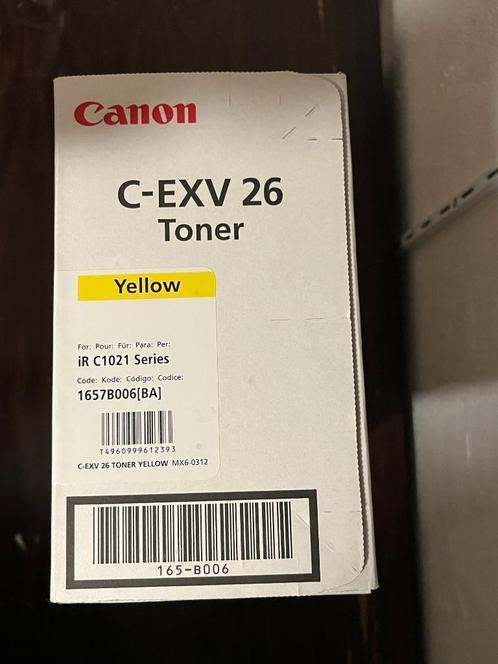 Canon
C-EXV 26
Toner
Yellow
For: Pour: Für: Para: Per:
iR C1021 Series
Code: Kode: Código: Codice:
1657B006[BA]
T4960999612393
C-EXV 26 TONER YELLOW MX6-0312
165-B006